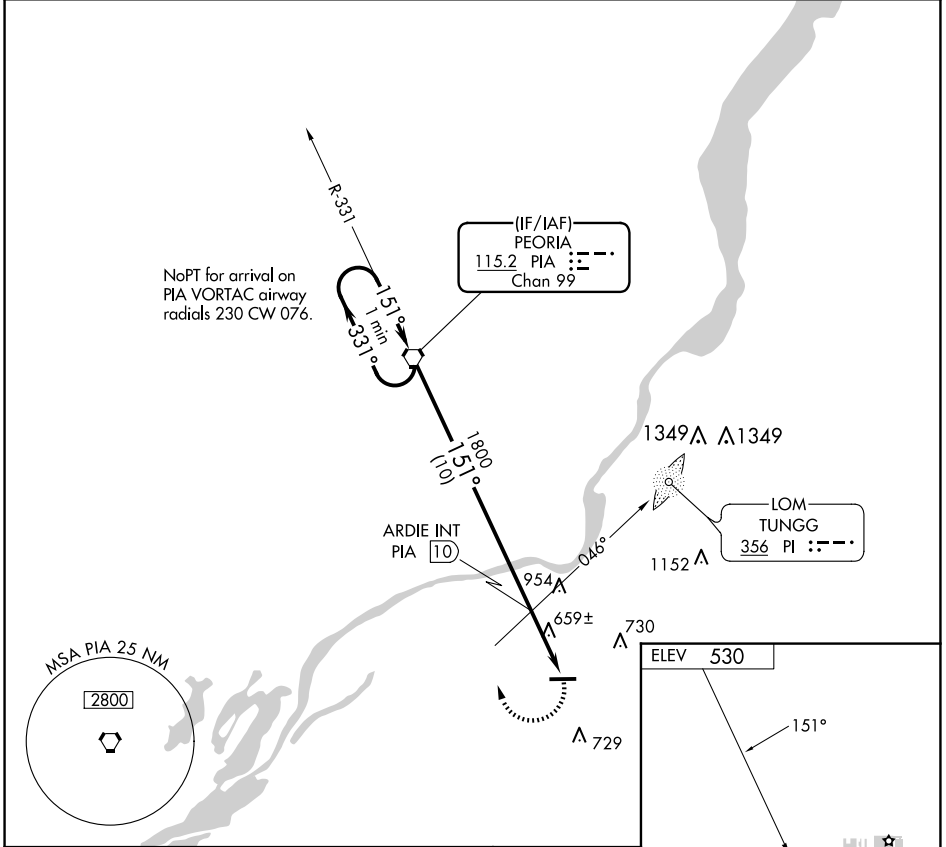 R-331
(IF/IAF)
PEORIA
115.2 PIA
Chan 99
NoPT for arrival on
PIA VORTAC airway
radials 230 CW 076.
151°
1 min
331°
1800
151°
(10)
1349 1349
LOM
TUNGG
356 PI
ARDIE INT
PIA 10
046°
1152
954
659±
730
MSA PIA 25 NM
2800
ELEV 530
151°
729